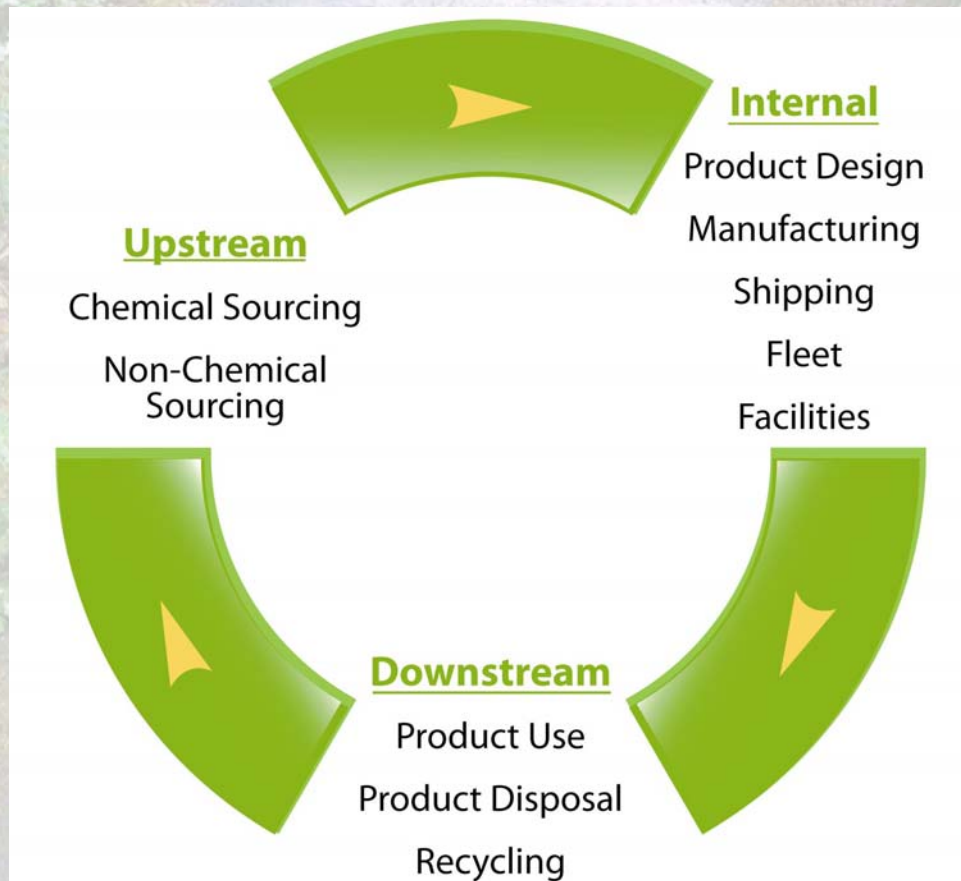 Upstream
Chemical Sourcing
Non-Chemical
Sourcing
Internal
Product Design
Manufacturing
Shipping
Fleet
Facilities
Downstream
Product Use
Product Disposal
Recycling